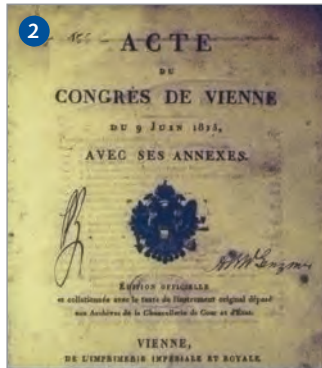 2
ACTE
DU
CONGRÈS DE VIENNE
DU 9 JUIN 1815,
AVEC SES ANNEXES.
ÉDITION OFFICIELLE
et collationnée avec le texte de l'instrument original déposé
aux Archives de la Chancellerie de Cour et d'État.
VIENNE,
DE L'IMPRIMERIE IMPÉRIALE ET ROYALE.